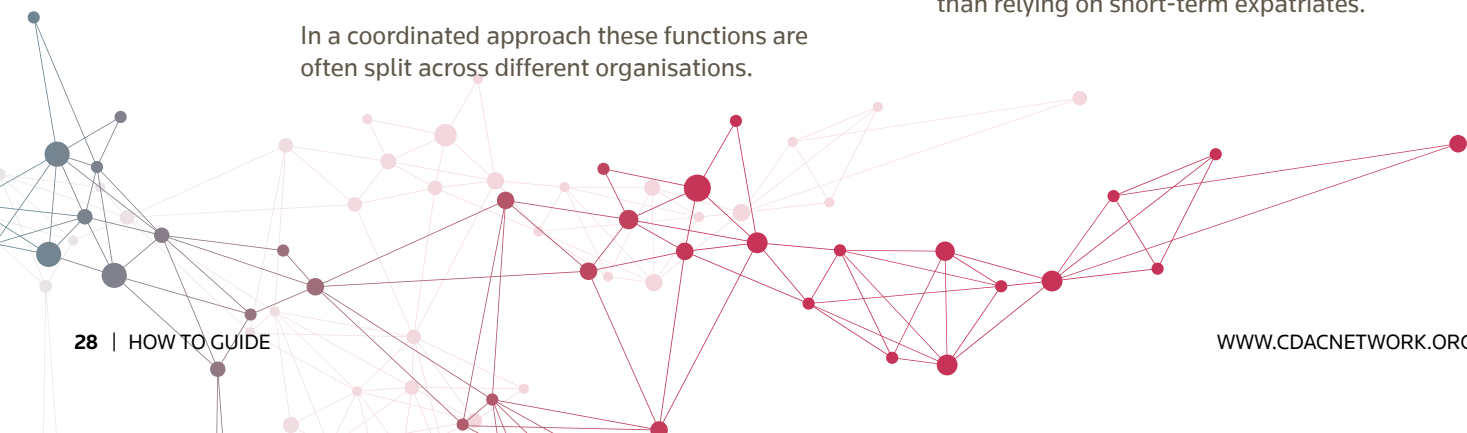 In a coordinated approach these functions are
often split across different organisations.
than relying on short-term expatriates.
28 | HOW TO GUIDE
WWW.CDACNETWORK.ORG